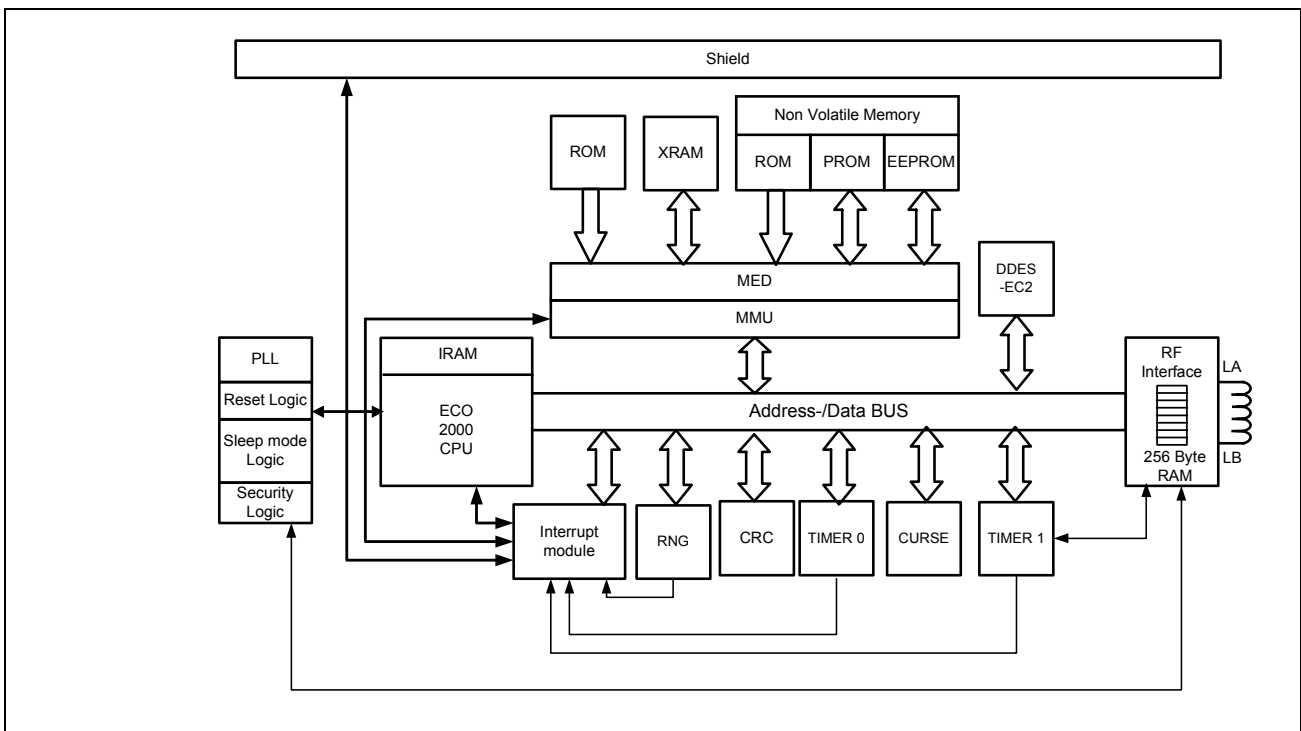 Shield
Non Volatile Memory
ROM
XRAM
ROM
PROM
EEPROM
DDES
-EC2
MED
MMU
PLL
Reset Logic
Sleep mode
Logic
Security
Logic
IRAM
ECO
2000
CPU
Address-/Data BUS
RF
Interface
256 Byte
RAM
LA
LB
Interrupt
module
RNG
CRC
TIMER 0
CURSE
TIMER 1